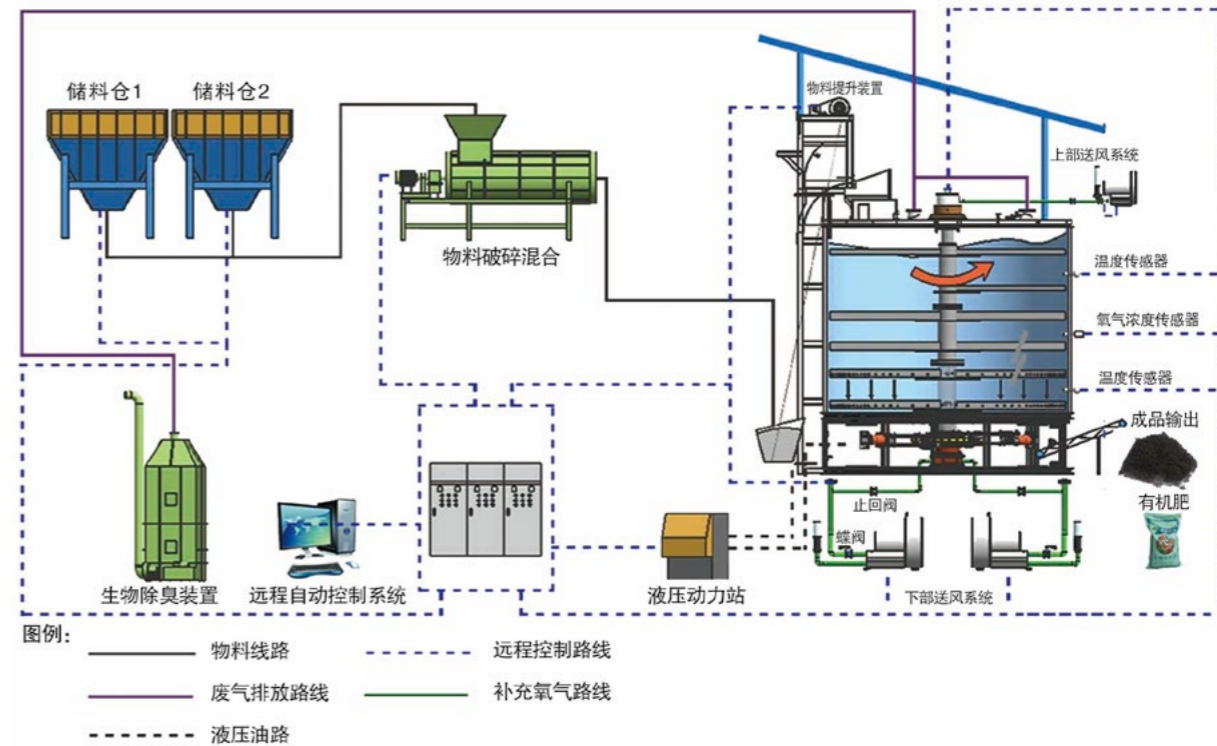 储料仓1
储料仓2
物料提升装置
上部送风系统
物料破碎混合
温度传感器
氧气浓度传感器
温度传感器
成品输出
有机肥
止回阀
蝶阀
生物除臭装置
远程自动控制系统
液压动力站
下部送风系统
图例：
物料线路
远程控制路线
废气排放路线
补充氧气路线
液压油路